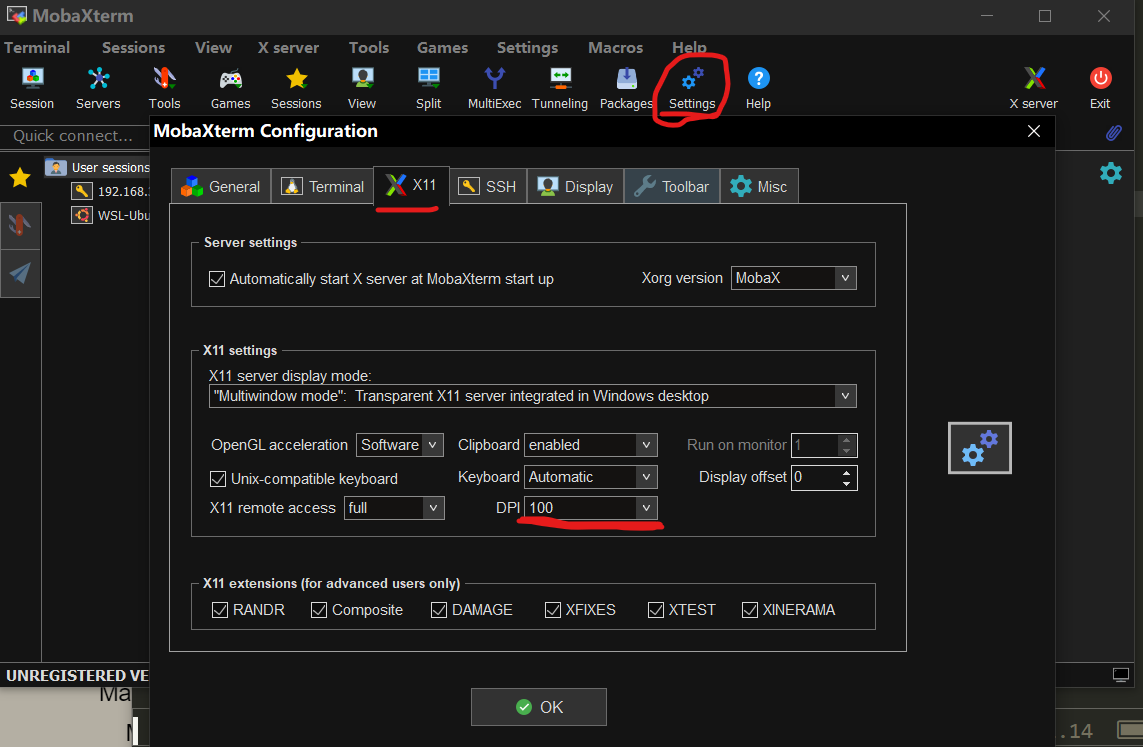 MobaXterm
Terminal Sessions View X server Tools Games Settings Macros Help
Session Servers Tools Games Sessions View Split MultiExec Tunneling Packages Settings Help X server Exit
Quick connect...
MobaXterm Configuration
User sessions
192.168.
WSL-Ubu
General Terminal X11 SSH Display Toolbar Misc
Server settings
Automatically start X server at MobaXterm start up Xorg version MobaX
X11 settings
X11 server display mode:
"Multiwindow mode": Transparent X11 server integrated in Windows desktop
OpenGL acceleration Software Clipboard enabled Run on monitor 1
Unix-compatible keyboard Keyboard Automatic Display offset 0
X11 remote access full DPI 100
X11 extensions (for advanced users only)
RANDR Composite DAMAGE XFIXES XTEST XINERAMA
UNREGISTERED VE
Ma
OK
.14